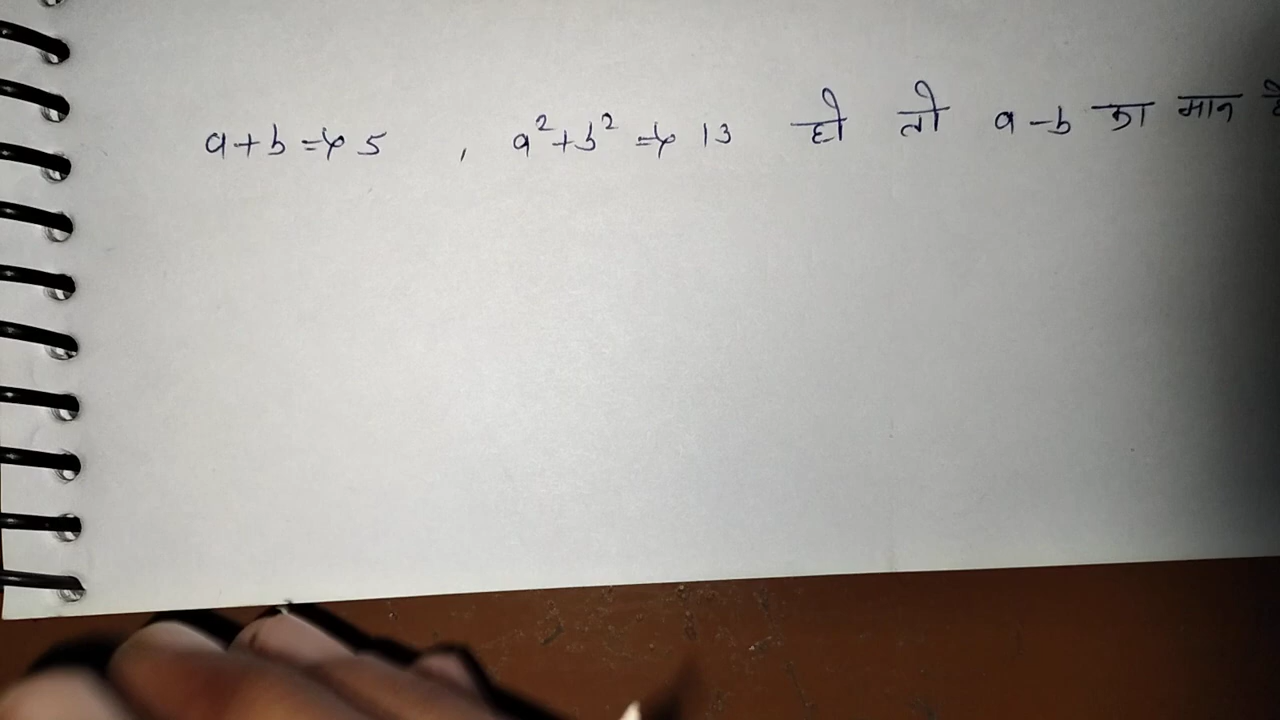 a+b = 5 , a²+b² = 13 हो तो a-b का मान